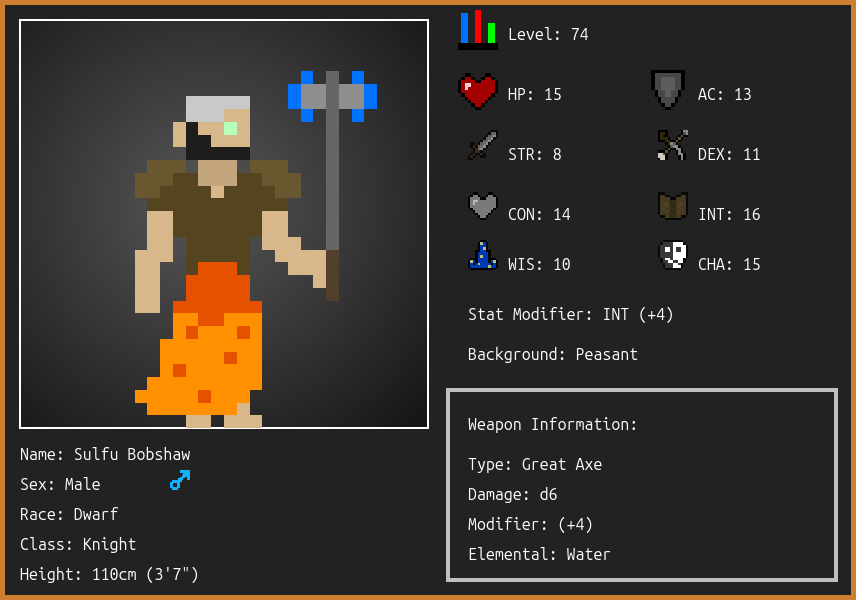 Level: 74
HP: 15
AC: 13
STR: 8
DEX: 11
CON: 14
INT: 16
WIS: 10
CHA: 15
Stat Modifier: INT (+4)
Background: Peasant
Weapon Information:
Type: Great Axe
Damage: d6
Modifier: (+4)
Elemental: Water
Name: Sulfu Bobshaw
Sex: Male
Race: Dwarf
Class: Knight
Height: 110cm (3'7")